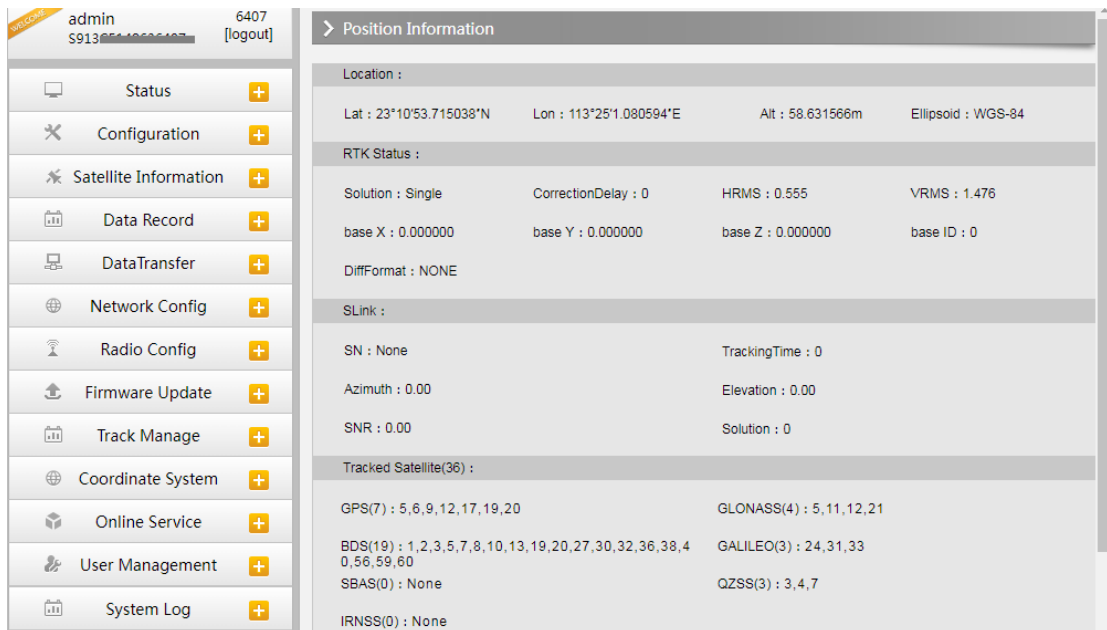 WELCOME
admin
6407
[logout]
Status
Configuration
Satellite Information
Data Record
DataTransfer
Network Config
Radio Config
Firmware Update
Track Manage
Coordinate System
Online Service
User Management
System Log
Position Information
Location :
Lat : 23°10'53.715038"N Lon : 113°25'1.080594"E Alt : 58.631566m Ellipsoid : WGS-84
RTK Status :
Solution : Single CorrectionDelay : 0 HRMS : 0.555 VRMS : 1.476
base X : 0.000000 base Y : 0.000000 base Z : 0.000000 base ID : 0
DiffFormat : NONE
SLink :
SN : None TrackingTime : 0
Azimuth : 0.00 Elevation : 0.00
SNR : 0.00 Solution : 0
Tracked Satellite(36) :
GPS(7) : 5,6,9,12,17,19,20 GLONASS(4) : 5,11,12,21
BDS(19) : 1,2,3,5,7,8,10,13,19,20,27,30,32,36,38,4 GALILEO(3) : 24,31,33
0,56,59,60
SBAS(0) : None QZSS(3) : 3,4,7
IRNSS(0) : None